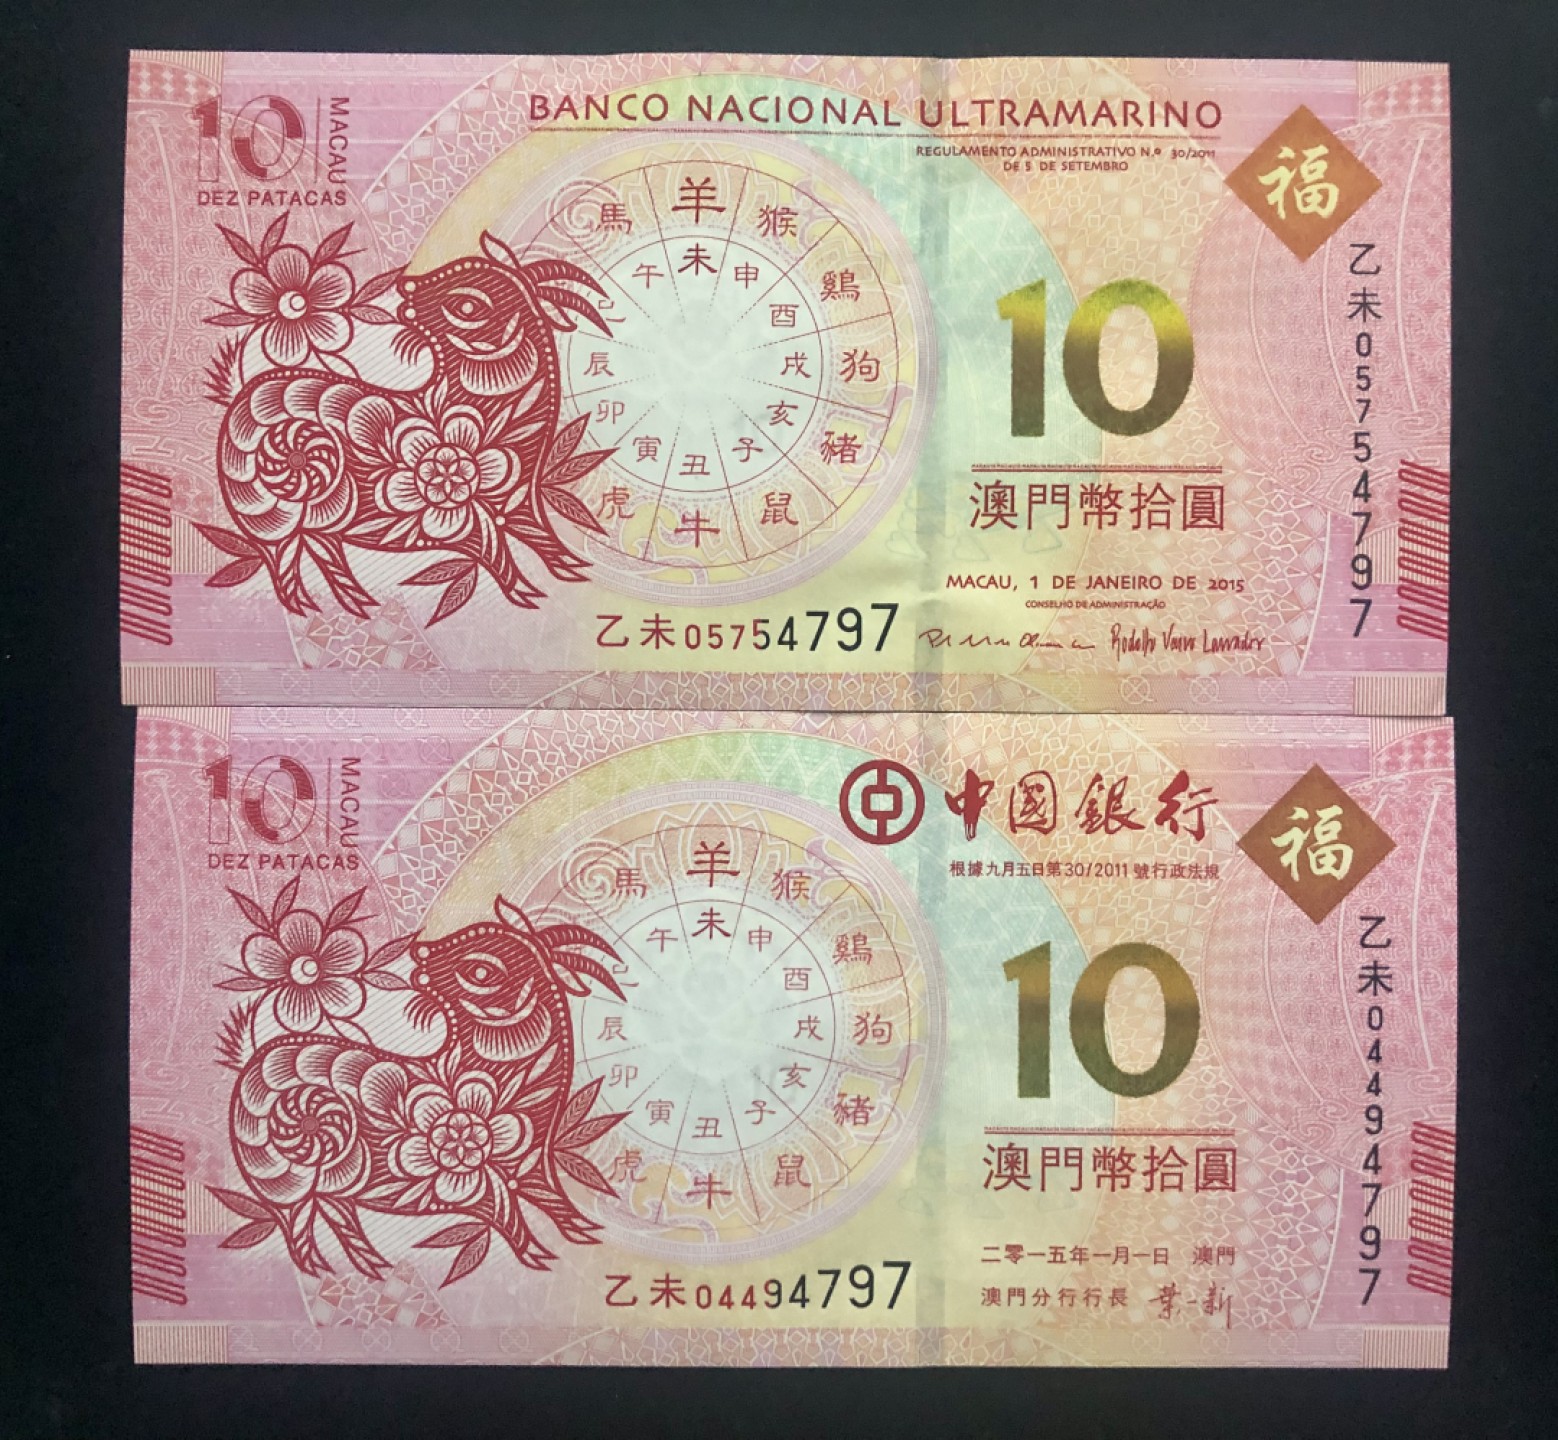 10
MACAU
DEZ PATACAS
BANCO NACIONAL ULTRAMARINO
REGULAMENTO ADMINISTRATIVO N.º 30/2011
DE 5 DE SETEMBRO
福
羊
猴
鷄
狗
豬
鼠
牛
虎
馬
未
申
酉
戌
亥
子
丑
寅
卯
辰
巳
午
10
澳門幣拾圓
MACAU, 1 DE JANEIRO DE 2015
CONSELHO DE ADMINISTRAÇÃO
乙未05754797
乙未05754797
10
MACAU
DEZ PATACAS
中國銀行
根據九月五日第30/2011號行政法規
福
羊
猴
鷄
狗
豬
鼠
牛
虎
馬
未
申
酉
戌
亥
子
丑
寅
卯
辰
巳
午
10
澳門幣拾圓
二零一五年一月一日 澳門
澳門分行行長 葉一新
乙未04494797
乙未04494797